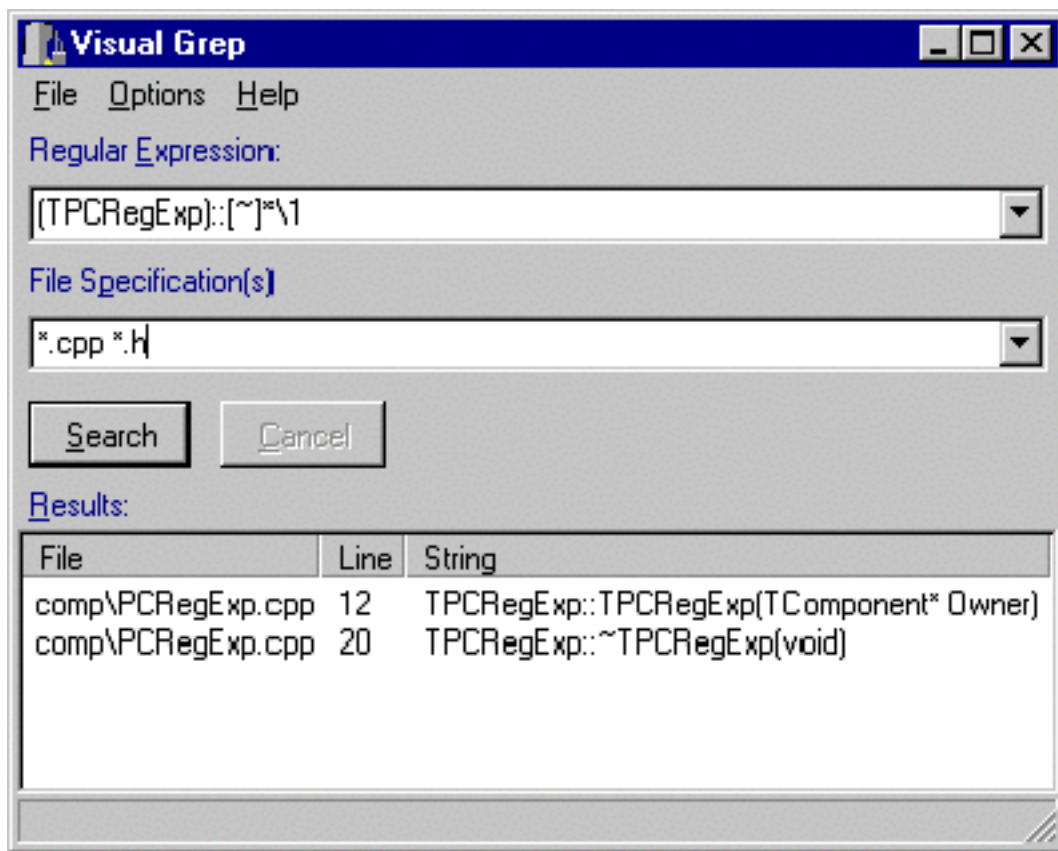 Visual Grep
File Options Help
Regular Expression:
(TPCRegExp)::[~]*\1
File Specification(s)
*.cpp *.h
Search Cancel
Results:
File Line String
comp\PCRegExp.cpp 12 TPCRegExp::TPCRegExp(TComponent* Owner)
comp\PCRegExp.cpp 20 TPCRegExp::~TPCRegExp(void)